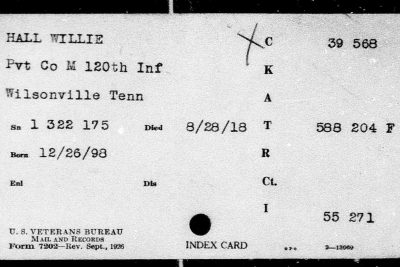 HALL WILLIE
C 39 568
Pvt Co M 120th Inf
K
Wilsonville Tenn
A
Sn 1 322 175 Died 8/28/18 T 588 204 F
Born 12/26/98 R
Enl Dis Ct.
I 55 271
U. S. VETERANS BUREAU
MAIL AND RECORDS
Form 7202—Rev. Sept., 1926 INDEX CARD 2—13969